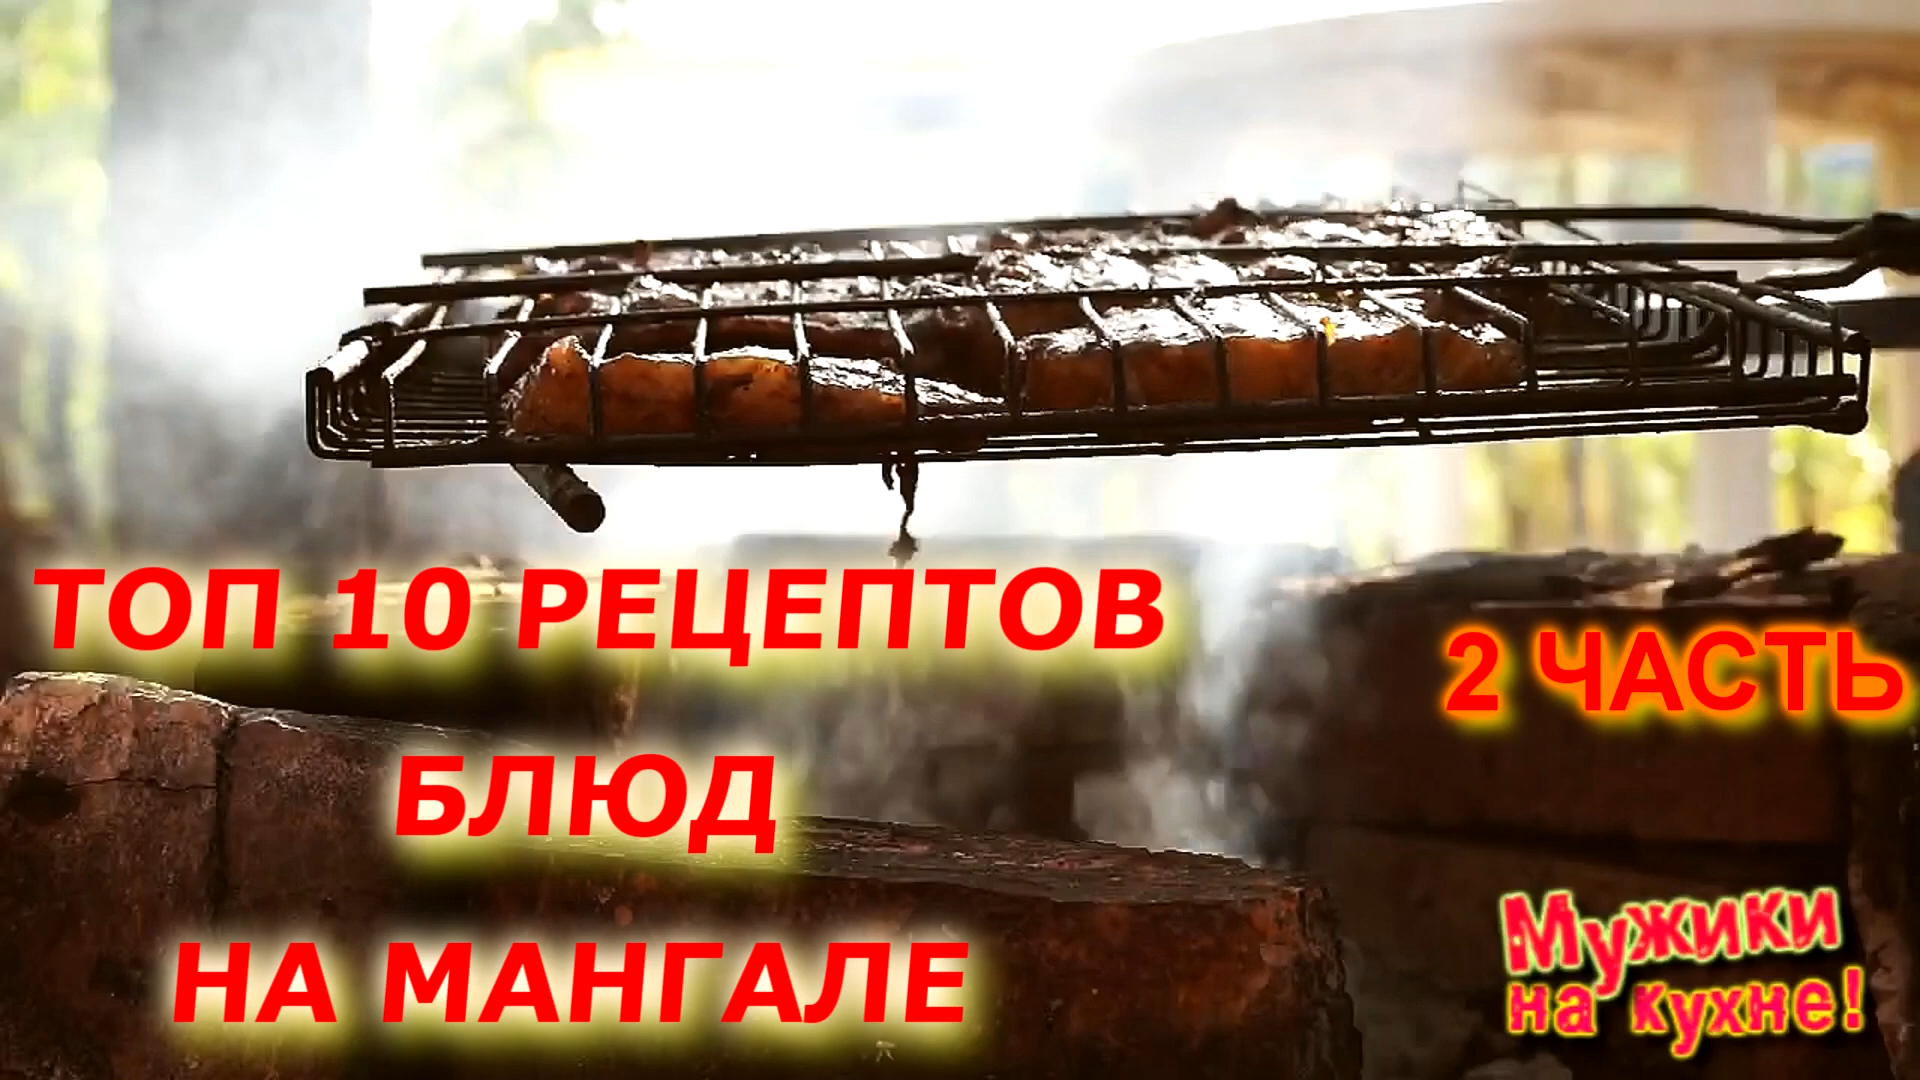 ТОП 10 РЕЦЕПТОВ
БЛЮД
НА МАНГАЛЕ
2 ЧАСТЬ
Мужики
на кухне!